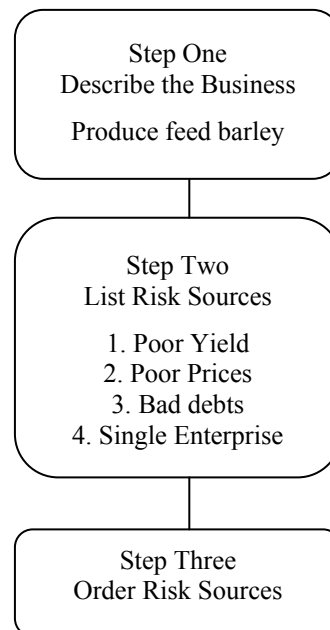 Step One
Describe the Business
Produce feed barley
Step Two
List Risk Sources
1. Poor Yield
2. Poor Prices
3. Bad debts
4. Single Enterprise
Step Three
Order Risk Sources